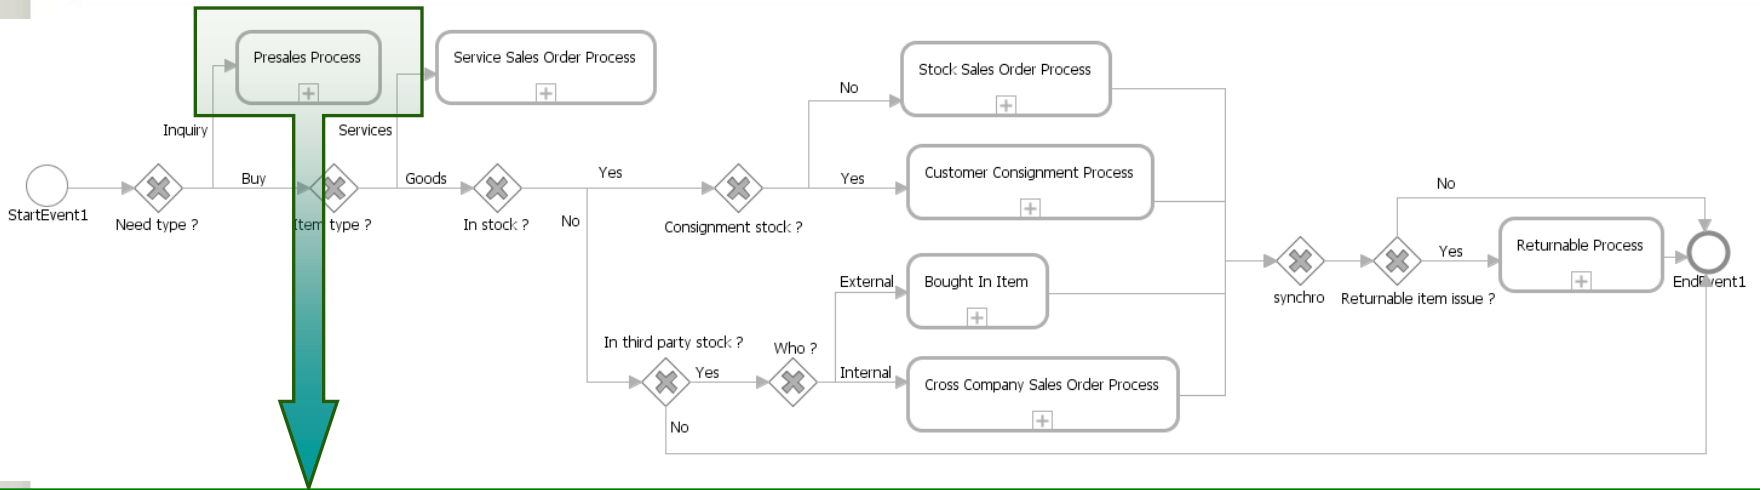 Presales Process
Service Sales Order Process
Stock Sales Order Process
No
Inquiry
Services
Customer Consignment Process
Yes
Yes
Buy
Goods
No
StartEvent1
Need type ?
Item type ?
In stock ?
No
Consignment stock ?
Returnable Process
Yes
External
Bought In Item
EndEvent1
synchro
Returnable item issue ?
In third party stock ?
Who ?
Yes
Internal
Cross Company Sales Order Process
No